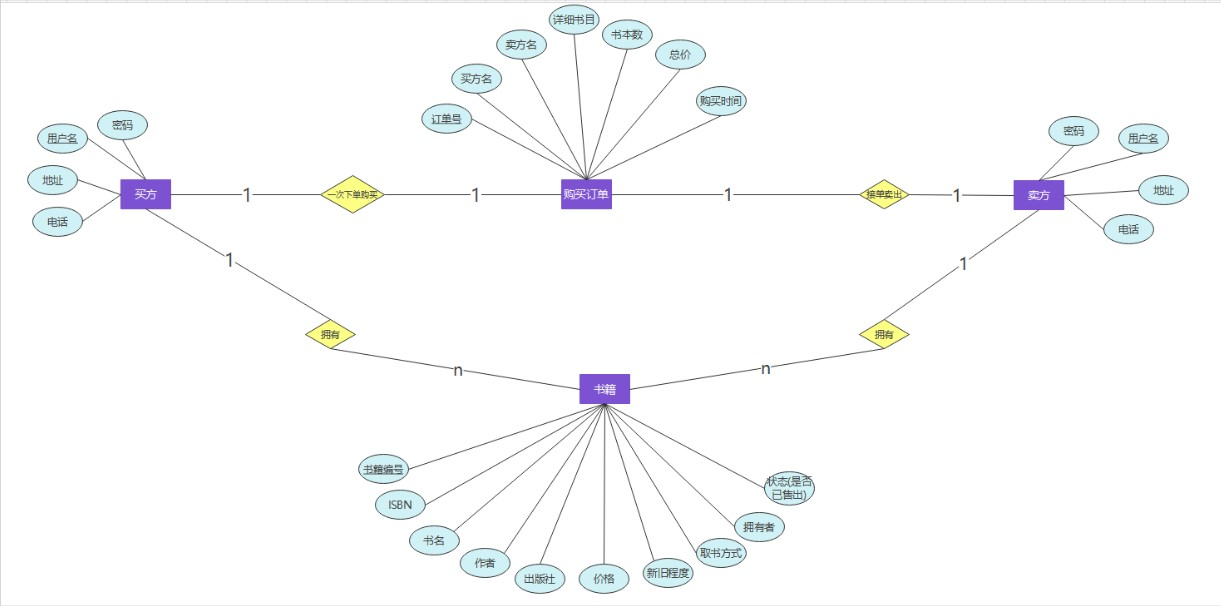 详细书目
书本数
卖方名
总价
买方名
购买时间
订单号
密码
用户名
地址
电话
买方
1
一次下单购买
1
购买订单
1
接单卖出
1
卖方
密码
用户名
地址
电话
1
1
拥有
拥有
n
n
书籍
书籍编号
ISBN
书名
作者
出版社
价格
新旧程度
取书方式
拥有者
状态(是否
已售出)